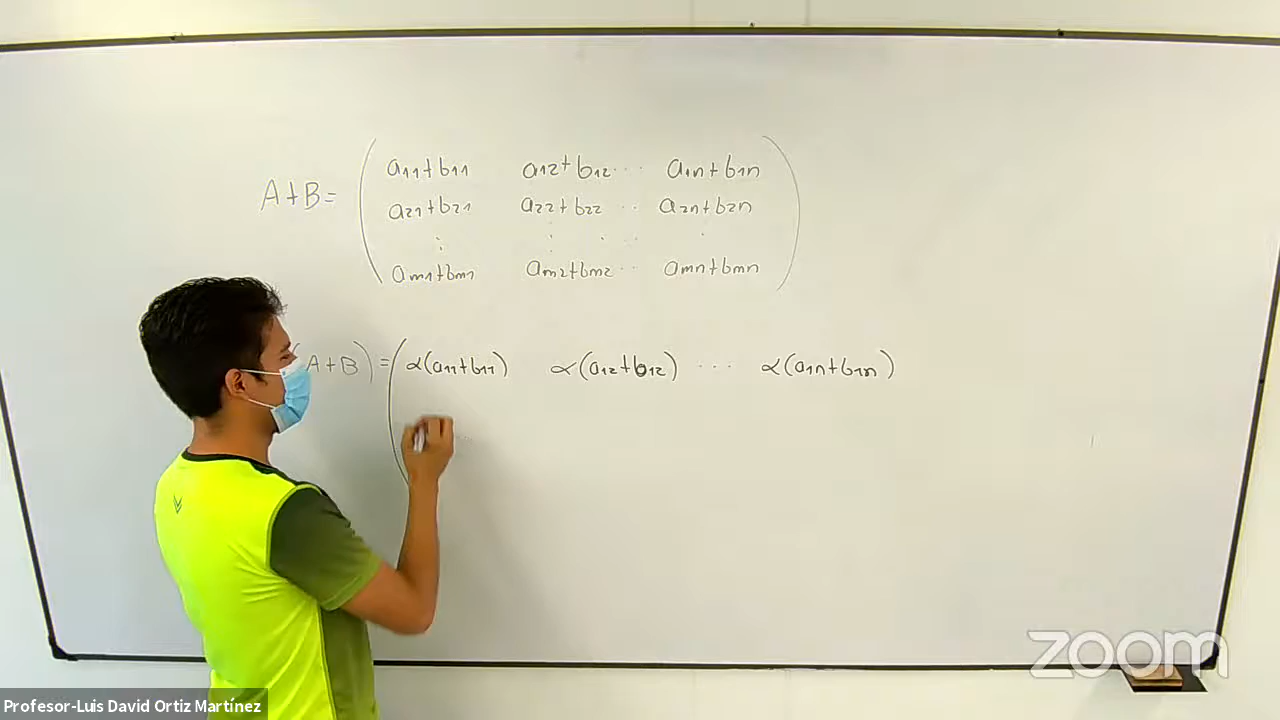 A+B=
a11+b11 a12+b12 ··· a1n+b1n
a21+b21 a22+b22 ·· a2n+b2n
⋮ ⋮ ⋱ ·· ⋮
am1+bm1 am2+bm2 ·· amn+bmn
(A+B) = ( α(a11+b11) α(a12+b12) ··· α(a1n+b1n)
zoom
Profesor-Luis David Ortiz Martínez